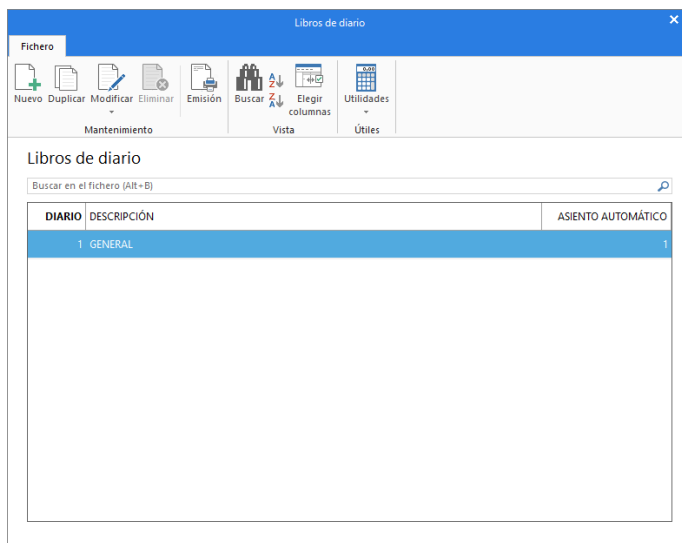 Libros de diario
Fichero
Nuevo Duplicar Modificar Eliminar Emisión Buscar Elegir columnas Utilidades
Mantenimiento Vista Útiles
Libros de diario
Buscar en el fichero (Alt+B)
DIARIO DESCRIPCIÓN ASIENTO AUTOMÁTICO
1 GENERAL 1